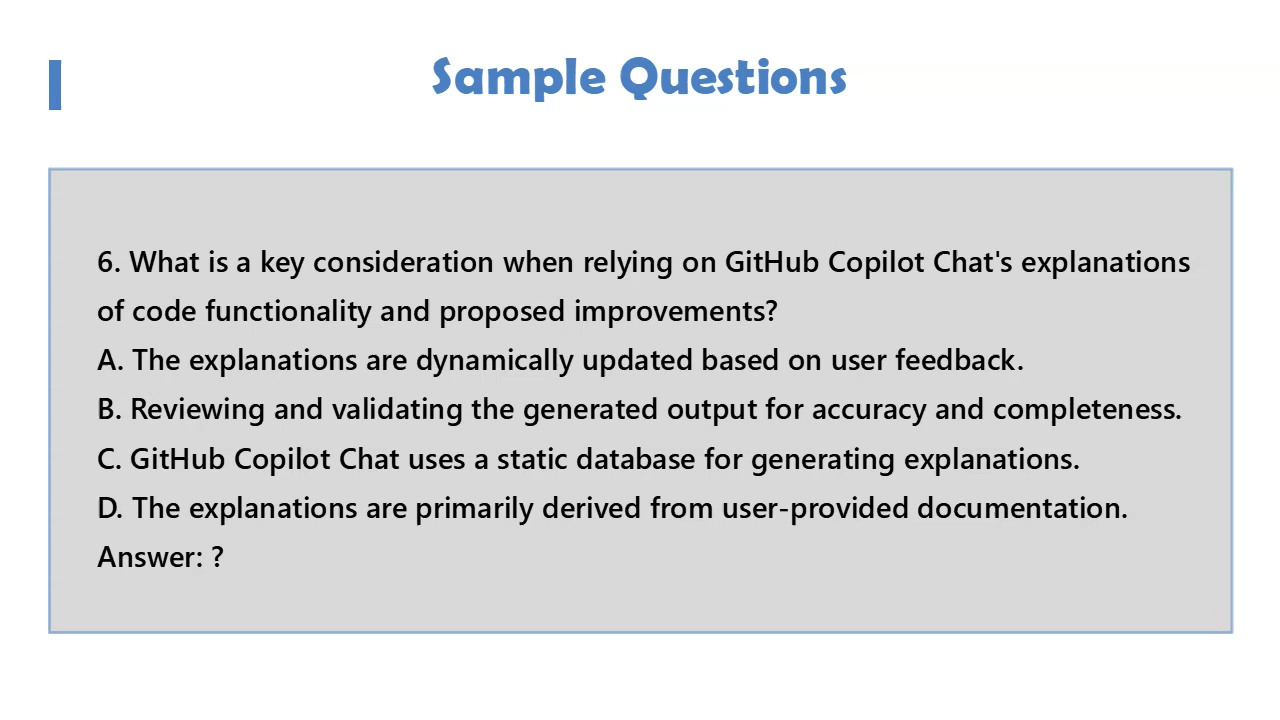 Sample Questions
6. What is a key consideration when relying on GitHub Copilot Chat's explanations
of code functionality and proposed improvements?
A. The explanations are dynamically updated based on user feedback.
B. Reviewing and validating the generated output for accuracy and completeness.
C. GitHub Copilot Chat uses a static database for generating explanations.
D. The explanations are primarily derived from user-provided documentation.
Answer: ?